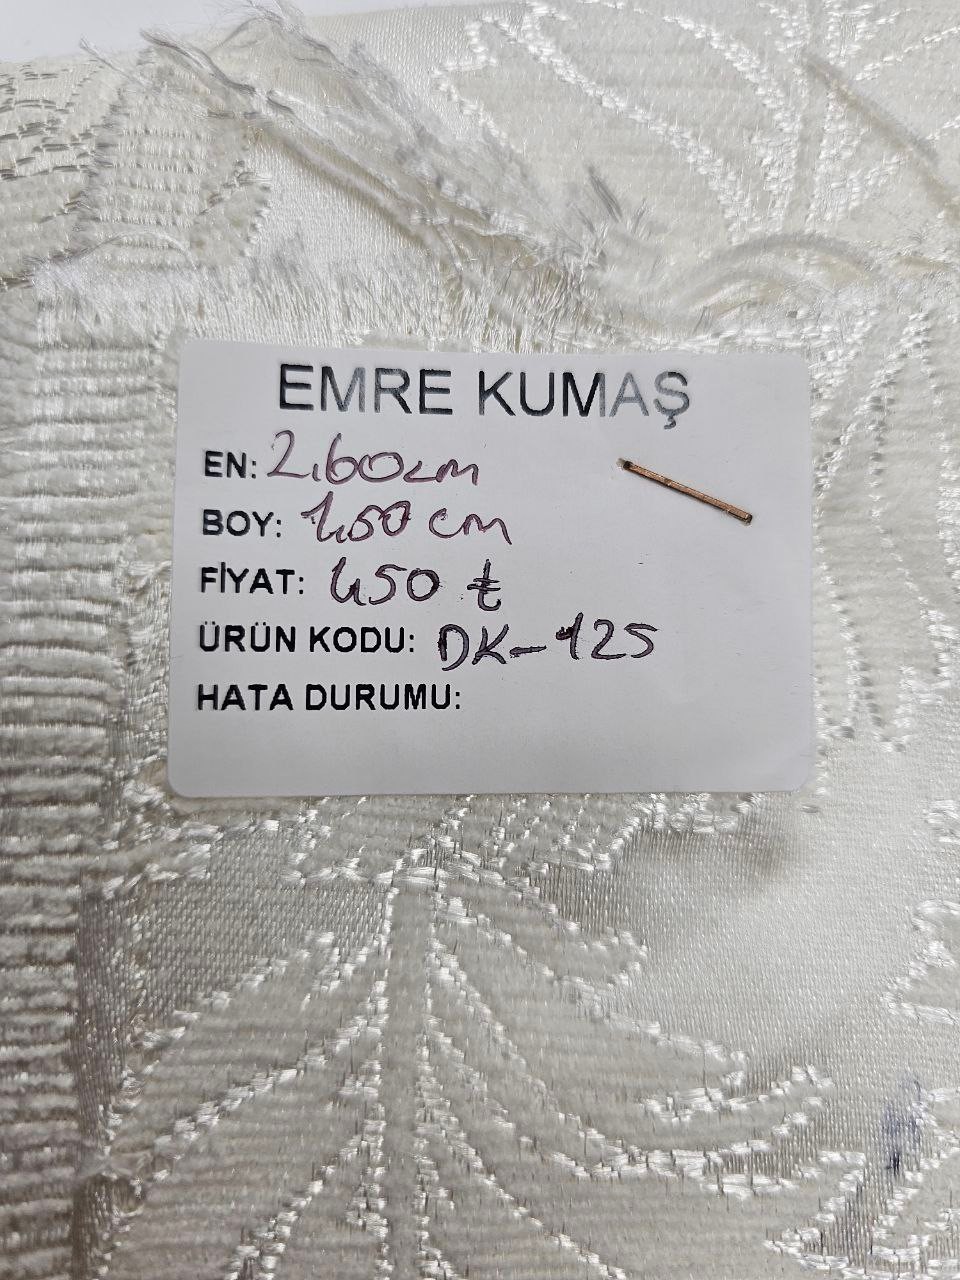 EMRE KUMAŞ
EN: 2.60cm
BOY: 1.50 cm
FİYAT: 450 ₺
ÜRÜN KODU: DK-125
HATA DURUMU: